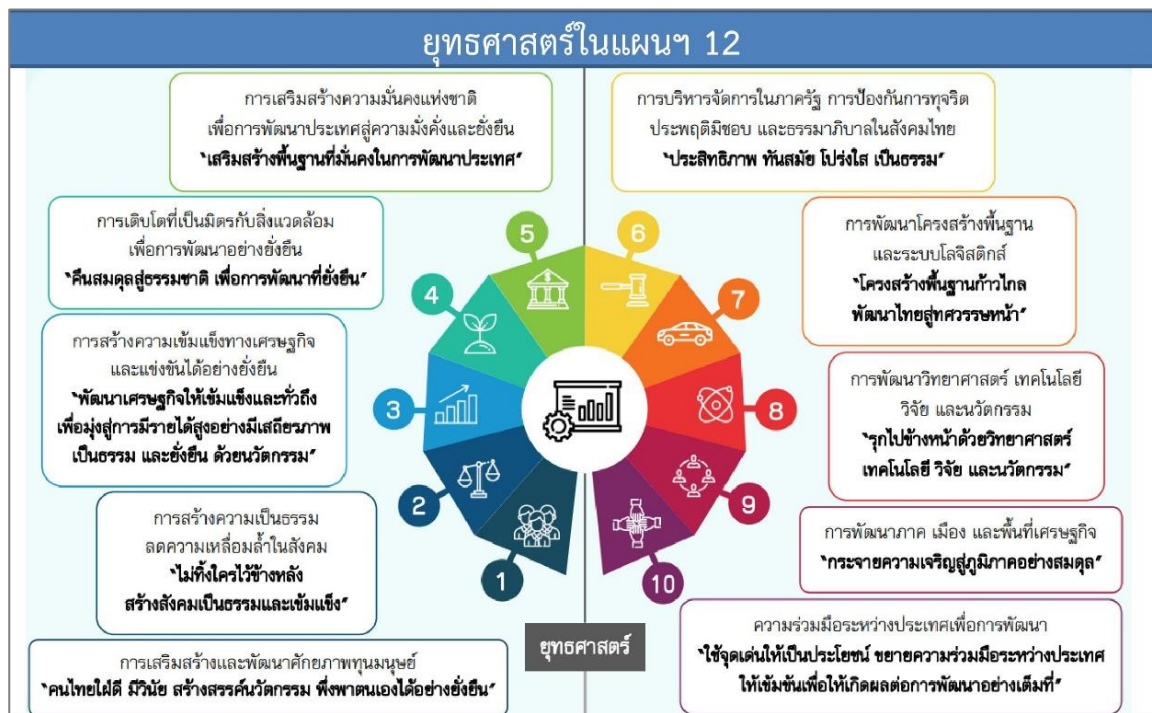 ยุทธศาสตร์ในแผนฯ 12
การเสริมสร้างความมั่นคงแห่งชาติ
เพื่อการพัฒนาประเทศสู่ความมั่งคั่งและยั่งยืน
“เสริมสร้างพื้นฐานที่มั่นคงในการพัฒนาประเทศ”
การบริหารจัดการในภาครัฐ การป้องกันการทุจริต
ประพฤติมิชอบ และธรรมาภิบาลในสังคมไทย
“ประสิทธิภาพ ทันสมัย โปร่งใส เป็นธรรม”
การเติบโตที่เป็นมิตรกับสิ่งแวดล้อม
เพื่อการพัฒนาอย่างยั่งยืน
“คืนสมดุลสู่ธรรมชาติ เพื่อการพัฒนาที่ยั่งยืน”
การพัฒนาโครงสร้างพื้นฐาน
และระบบโลจิสติกส์
“โครงสร้างพื้นฐานก้าวไกล
พัฒนาไทยสู่ทศวรรษหน้า”
การสร้างความเข้มแข็งทางเศรษฐกิจ
และแข่งขันได้อย่างยั่งยืน
“พัฒนาเศรษฐกิจให้เข้มแข็งและทั่วถึง
เพื่อมุ่งสู่การมีรายได้สูงอย่างมีเสถียรภาพ
เป็นธรรม และยั่งยืน ด้วยนวัตกรรม”
การพัฒนาวิทยาศาสตร์ เทคโนโลยี
วิจัย และนวัตกรรม
“รุกไปข้างหน้าด้วยวิทยาศาสตร์
เทคโนโลยี วิจัย และนวัตกรรม”
การสร้างความเป็นธรรม
ลดความเหลื่อมล้ำในสังคม
“ไม่ทิ้งใครไว้ข้างหลัง
สร้างสังคมเป็นธรรมและเข้มแข็ง”
การพัฒนาภาค เมือง และพื้นที่เศรษฐกิจ
“กระจายความเจริญสู่ภูมิภาคอย่างสมดุล”
การเสริมสร้างและพัฒนาศักยภาพทุนมนุษย์
“คนไทยใฝ่ดี มีวินัย สร้างสรรค์นวัตกรรม พึ่งพาตนเองได้อย่างยั่งยืน”
ความร่วมมือระหว่างประเทศเพื่อการพัฒนา
“ใช้จุดเด่นให้เป็นประโยชน์ ขยายความร่วมมือระหว่างประเทศ
ให้เข้มข้นเพื่อให้เกิดผลต่อการพัฒนาอย่างเต็มที่”
5
6
4
7
3
8
2
9
1
10
ยุทธศาสตร์